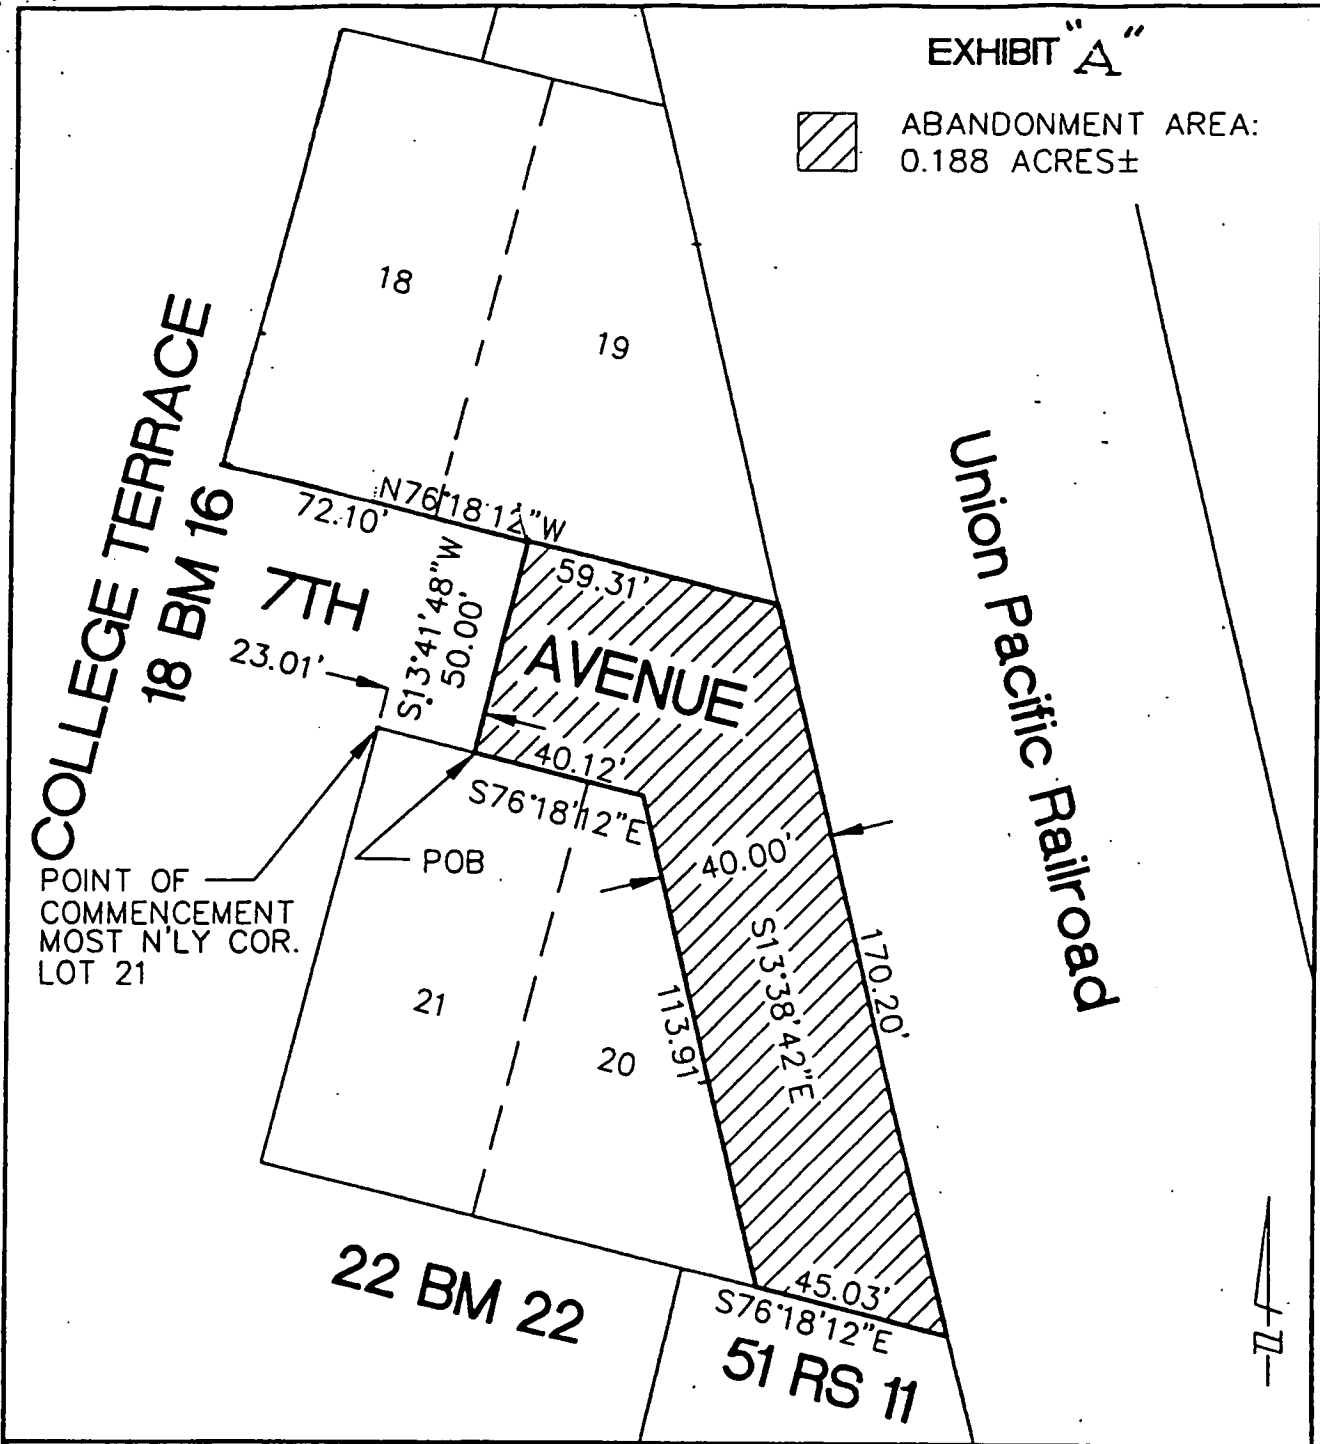 EXHIBIT "A"
ABANDONMENT AREA:
0.188 ACRES±
18
19
COLLEGE TERRACE
18 BM 16
N76°18'12"W
72.10'
59.31'
7TH
AVENUE
S13°41'48"W
50.00'
23.01'
40.12'
S76°18'12"E
POB
POINT OF
COMMENCEMENT
MOST N'LY COR.
LOT 21
40.00'
S13°38'42"E
170.20'
113.91'
21
20
Union Pacific Railroad
22 BM 22
45.03'
S76°18'12"E
51 RS 11
n